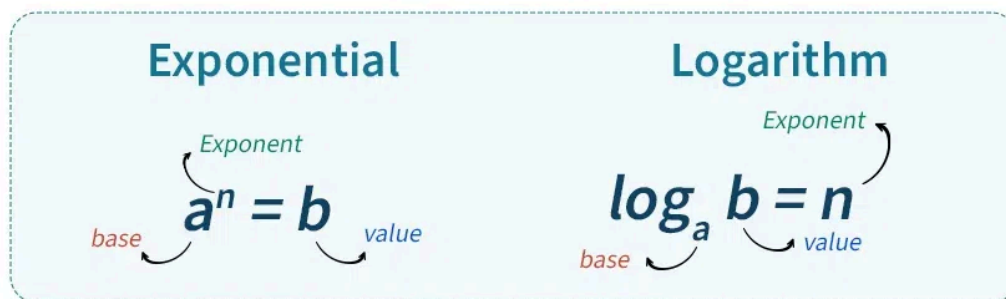 Exponential
Exponent
aⁿ = b
base
value
Logarithm
Exponent
logₐ b = n
base
value